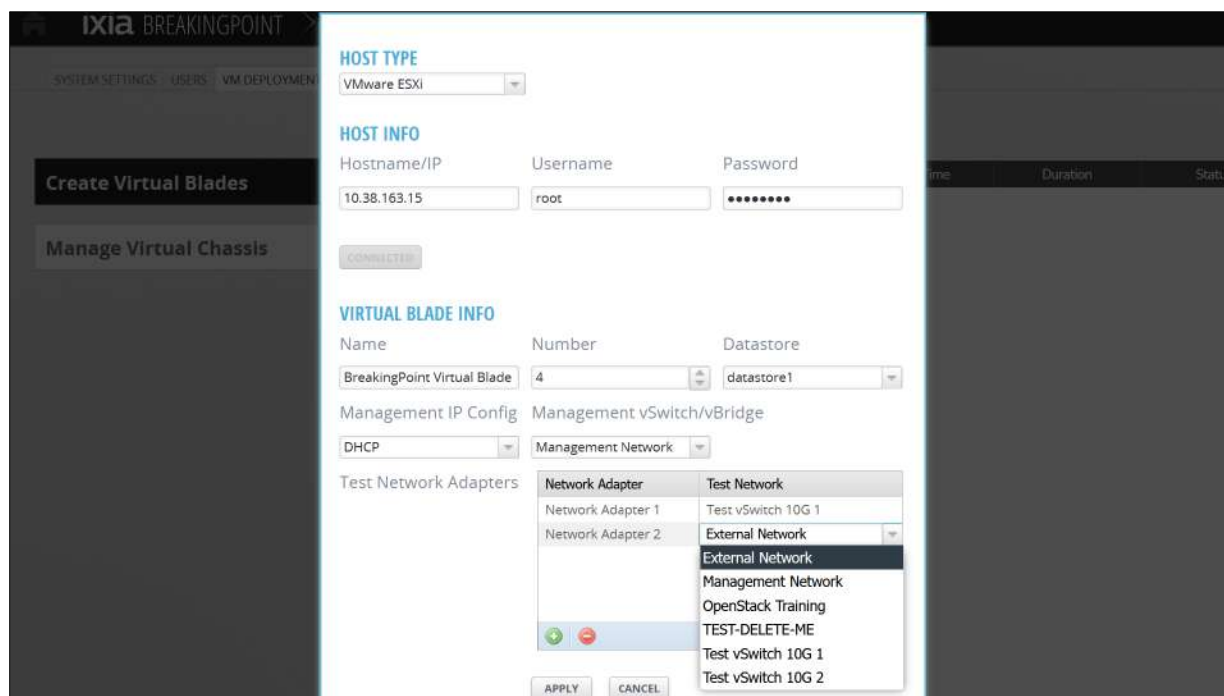 ixia BREAKINGPOINT >
SYSTEM SETTINGS USERS VM DEPLOYMENT
Create Virtual Blades
Manage Virtual Chassis
ime Duration Statu
HOST TYPE
VMware ESXi
HOST INFO
Hostname/IP Username Password
10.38.163.15 root ••••••••
CONNECTED
VIRTUAL BLADE INFO
Name Number Datastore
BreakingPoint Virtual Blade 4 datastore1
Management IP Config Management vSwitch/vBridge
DHCP Management Network
Test Network Adapters Network Adapter Test Network
Network Adapter 1 Test vSwitch 10G 1
Network Adapter 2 External Network
External Network
Management Network
OpenStack Training
TEST-DELETE-ME
Test vSwitch 10G 1
Test vSwitch 10G 2
APPLY CANCEL